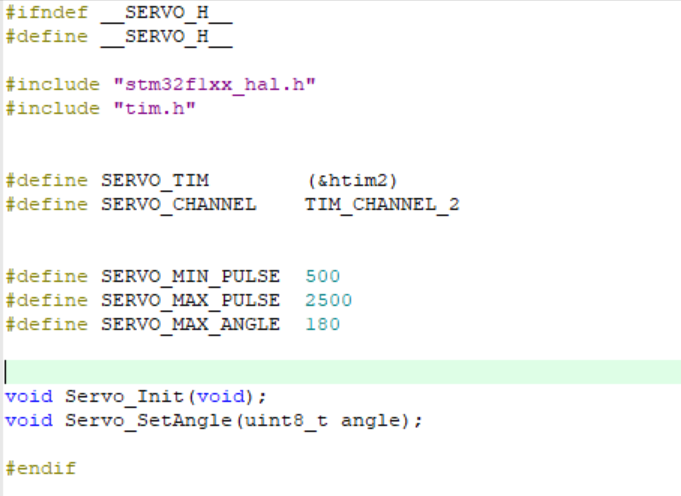 #ifndef __SERVO_H__
#define __SERVO_H__
#include "stm32f1xx_hal.h"
#include "tim.h"
#define SERVO_TIM (&htim2)
#define SERVO_CHANNEL TIM_CHANNEL_2
#define SERVO_MIN_PULSE 500
#define SERVO_MAX_PULSE 2500
#define SERVO_MAX_ANGLE 180
void Servo_Init(void);
void Servo_SetAngle(uint8_t angle);
#endif